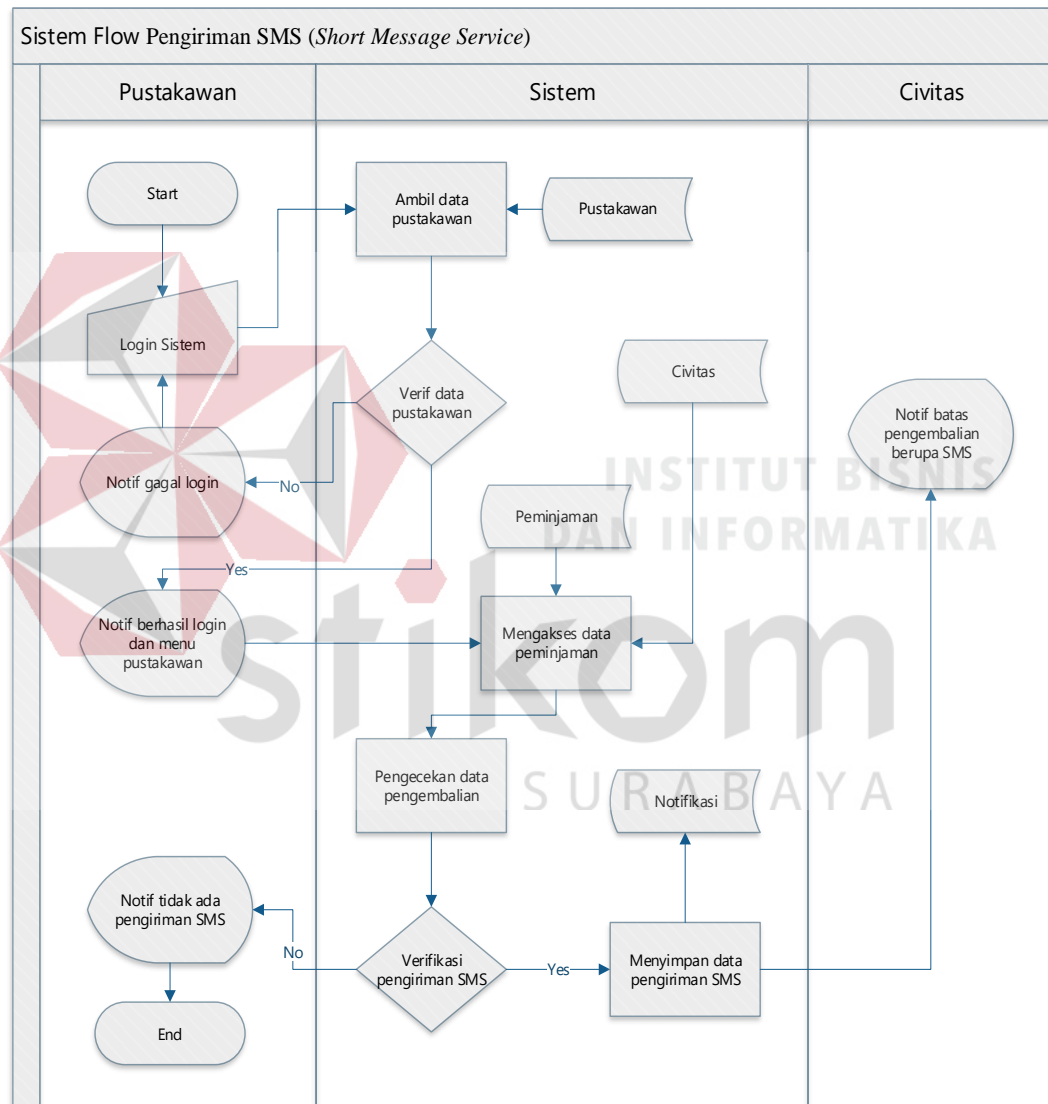 Sistem Flow Pengiriman SMS (Short Message Service)
Pustakawan
Sistem
Civitas
Start
Ambil data
pustakawan
Pustakawan
Login Sistem
Verif data
pustakawan
Civitas
Notif batas
pengembalian
berupa SMS
Notif gagal login
No
INSTITUT BISNIS
DAN INFORMATIKA
Peminjaman
Yes
Notif berhasil login
dan menu
pustakawan
Mengakses data
peminjaman
stikom
SURABAYA
Pengecekan data
pengembalian
Notifikasi
Notif tidak ada
pengiriman SMS
No
Verifikasi
pengiriman SMS
Yes
Menyimpan data
pengiriman SMS
End